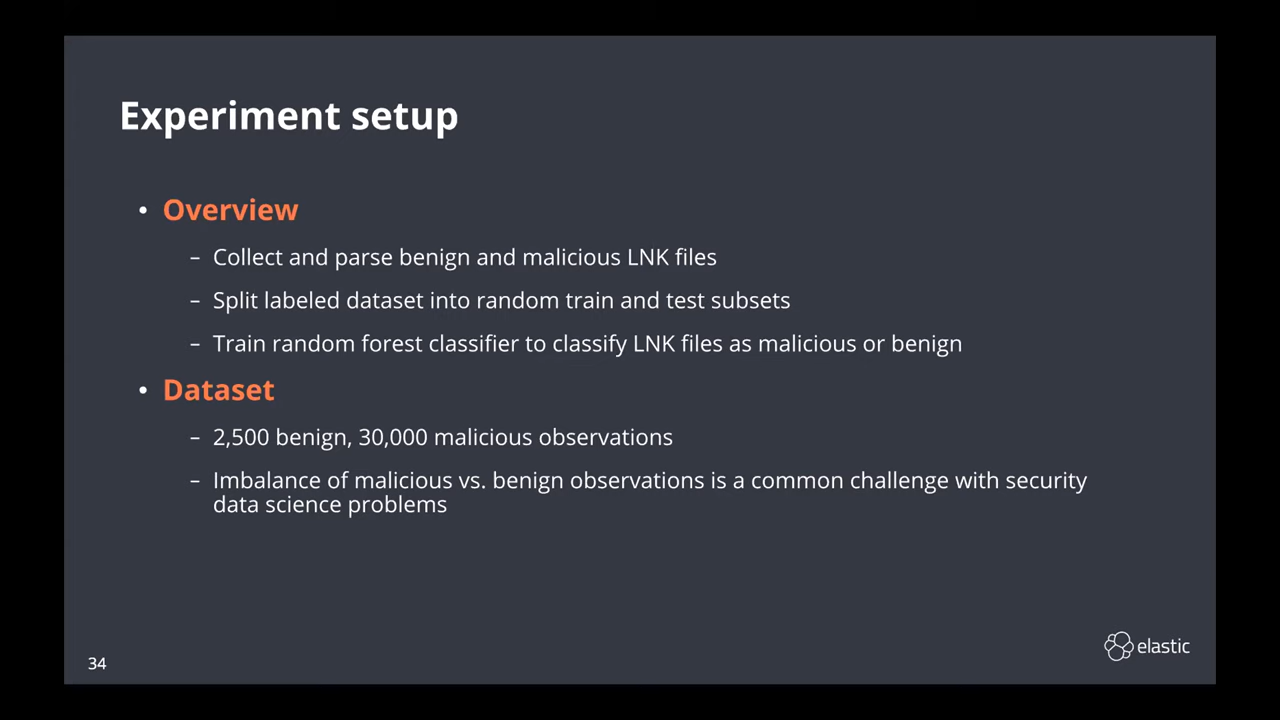 Experiment setup
• Overview
– Collect and parse benign and malicious LNK files
– Split labeled dataset into random train and test subsets
– Train random forest classifier to classify LNK files as malicious or benign
• Dataset
– 2,500 benign, 30,000 malicious observations
– Imbalance of malicious vs. benign observations is a common challenge with security
data science problems
elastic
34